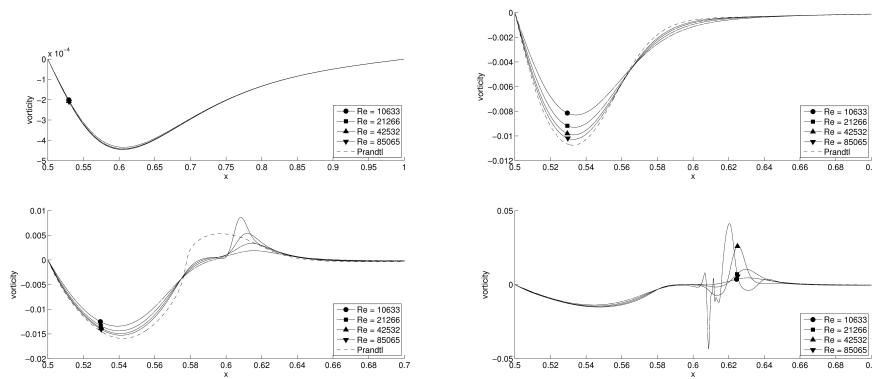 x 10⁻⁴
0
−1
−2
−3
−4
−5
vorticity
0.5 0.55 0.6 0.65 0.7 0.75 0.8 0.85 0.9 0.95 1
x
Re = 10633
Re = 21266
Re = 42532
Re = 85065
Prandtl
0
−0.002
−0.004
−0.006
−0.008
−0.01
−0.012
vorticity
0.5 0.52 0.54 0.56 0.58 0.6 0.62 0.64 0.66 0.68
x
Re = 10633
Re = 21266
Re = 42532
Re = 85065
Prandtl
0.01
0.005
0
−0.005
−0.01
−0.015
−0.02
vorticity
0.5 0.52 0.54 0.56 0.58 0.6 0.62 0.64 0.66 0.68 0.7
x
Re = 10633
Re = 21266
Re = 42532
Re = 85065
Prandtl
0.05
0
−0.05
vorticity
0.5 0.52 0.54 0.56 0.58 0.6 0.62 0.64 0.66 0.68
x
Re = 10633
Re = 21266
Re = 42532
Re = 85065